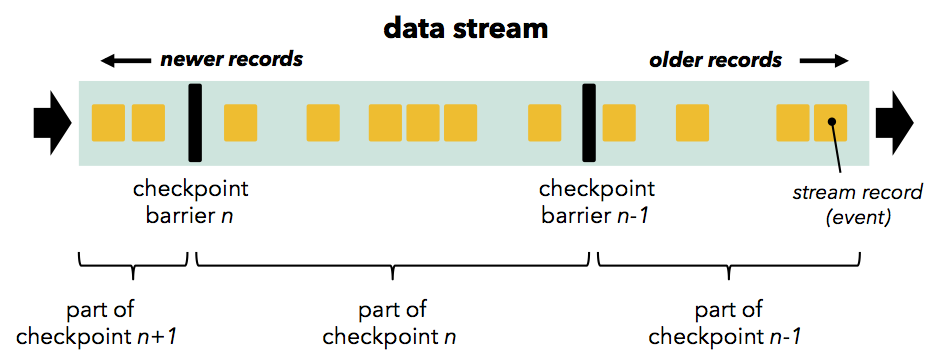 data stream
newer records
older records
checkpoint
barrier n
checkpoint
barrier n-1
stream record
(event)
part of
checkpoint n+1
part of
checkpoint n
part of
checkpoint n-1